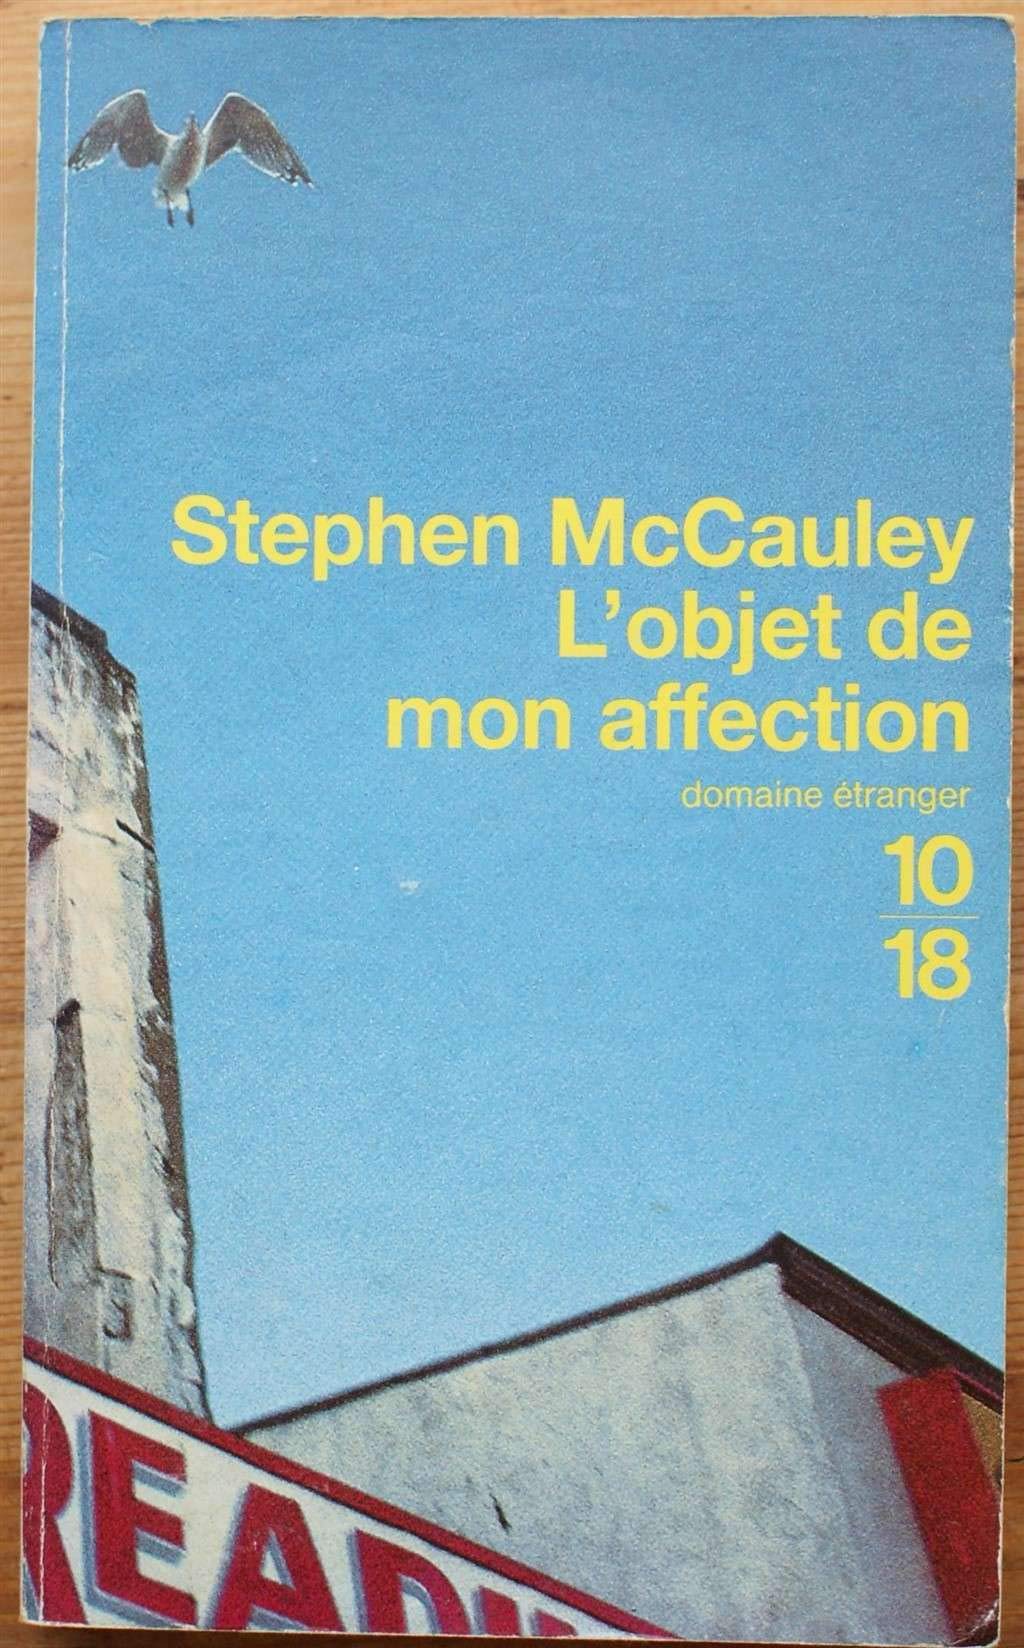 Stephen McCauley
L'objet de
mon affection
domaine étranger
10
18